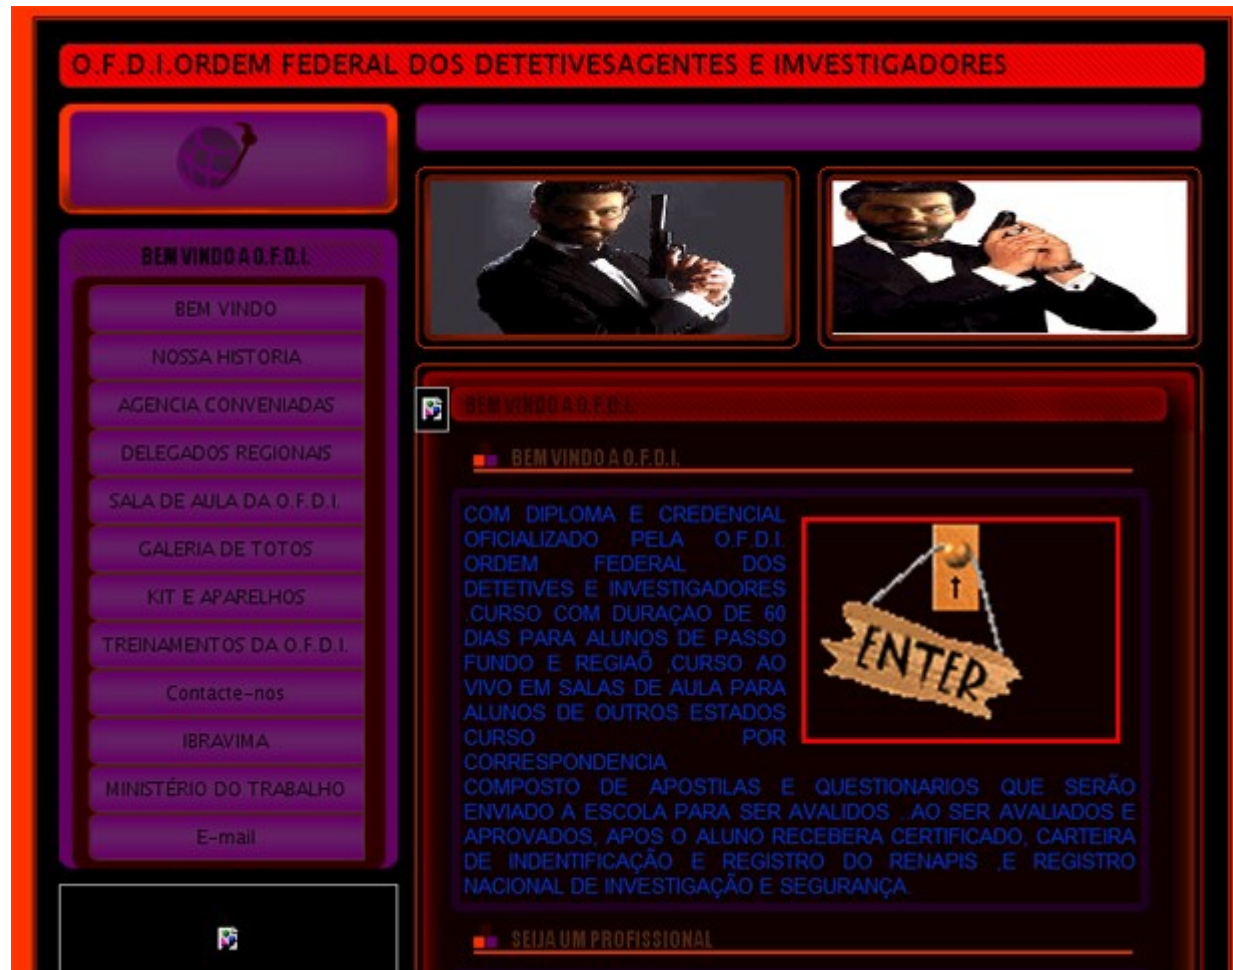 O.F.D.I.ORDEM FEDERAL DOS DETETIVESAGENTES E IMVESTIGADORES
BEM VINDO A O.F.D.I.
BEM VINDO
NOSSA HISTORIA
AGENCIA CONVENIADAS
DELEGADOS REGIONAIS
SALA DE AULA DA O.F.D.I.
GALERIA DE TOTOS
KIT E APARELHOS
TREINAMENTOS DA O.F.D.I.
Contacte-nos
IBRAVIMA
MINISTÉRIO DO TRABALHO
E-mail
BEM VINDO A O.F.D.I.
BEM VINDO A O.F.D.I.
COM DIPLOMA E CREDENCIAL
OFICIALIZADO PELA O.F.D.I.
ORDEM FEDERAL DOS
DETETIVES E INVESTIGADORES
.CURSO COM DURAÇAO DE 60
DIAS PARA ALUNOS DE PASSO
FUNDO E REGIAÕ ,CURSO AO
VIVO EM SALAS DE AULA PARA
ALUNOS DE OUTROS ESTADOS
CURSO POR
CORRESPONDENCIA
ENTER
COMPOSTO DE APOSTILAS E QUESTIONARIOS QUE SERÃO
ENVIADO A ESCOLA PARA SER AVALIDOS ..AO SER AVALIADOS E
APROVADOS, APOS O ALUNO RECEBERA CERTIFICADO, CARTEIRA
DE INDENTIFICAÇÃO E REGISTRO DO RENAPIS ,E REGISTRO
NACIONAL DE INVESTIGAÇÃO E SEGURANÇA.
SEIJA UM PROFISSIONAL